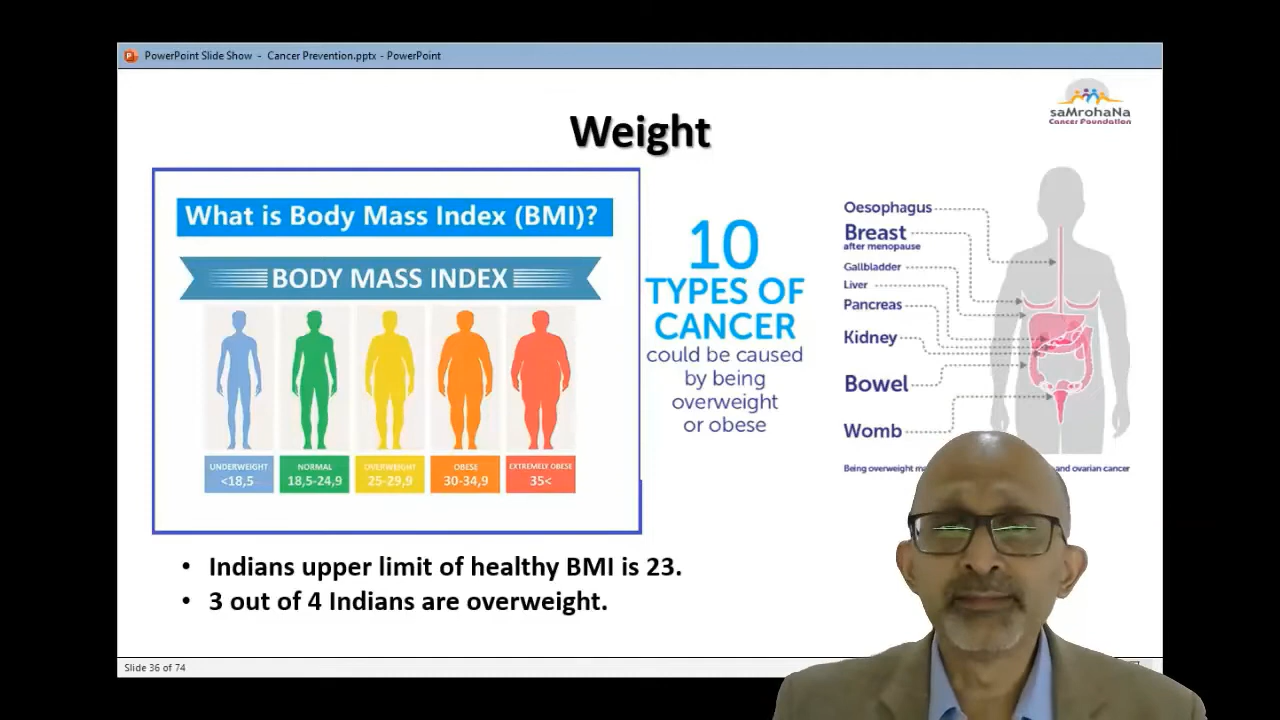 PowerPoint Slide Show - Cancer Prevention.pptx - PowerPoint
saMrohaNa
Cancer Foundation
Weight
What is Body Mass Index (BMI)?
BODY MASS INDEX
UNDERWEIGHT
<18,5
NORMAL
18,5-24,9
OVERWEIGHT
25-29,9
OBESE
30-34,9
EXTREMELY OBESE
35<
10
TYPES OF
CANCER
could be caused
by being
overweight
or obese
Oesophagus
Breast
after menopause
Gallbladder
Liver
Pancreas
Kidney
Bowel
Womb
Being overweight and ovarian cancer
• Indians upper limit of healthy BMI is 23.
• 3 out of 4 Indians are overweight.
Slide 36 of 74